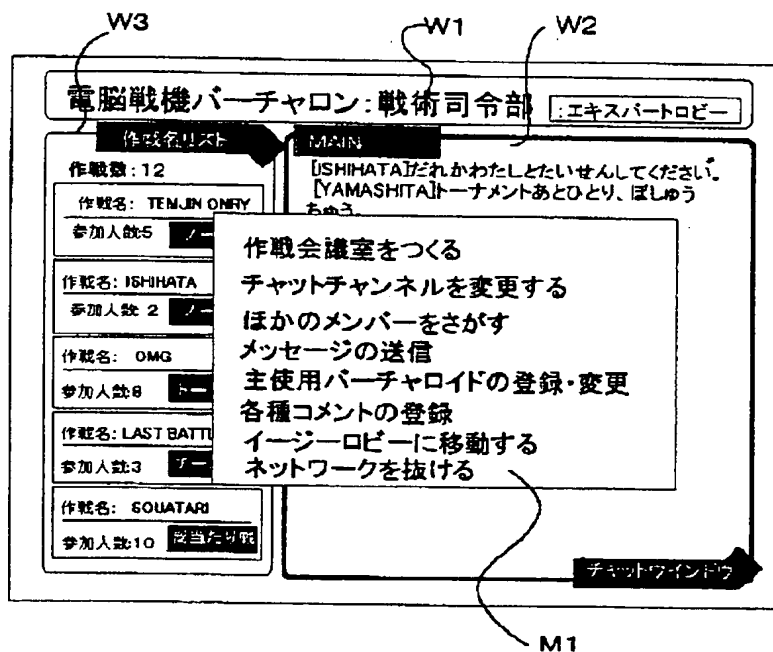 W3
W1
W2
電脳戦機バーチャロン:戦術司令部
:エキスパートロビー
作戦名リスト
MAIN
作戦数:12
[ISHIHATA]だれかわたしとたいせんしてください。
[YAMASHITA]トーナメントあとひとり、ぼしゅう
ちゅう。
作戦名: TEMJIN ONRY
参加人数5
作戦名: ISHIHATA
参加人数 2
作戦名: OMG
参加人数:8
作戦名: LAST BATTL
参加人数:3
作戦名: SOUATARI
参加人数:10
作戦会議室をつくる
チャットチャンネルを変更する
ほかのメンバーをさがす
メッセージの送信
主使用バーチャロイドの登録・変更
各種コメントの登録
イージーロビーに移動する
ネットワークを抜ける
チャットウインドウ
M1